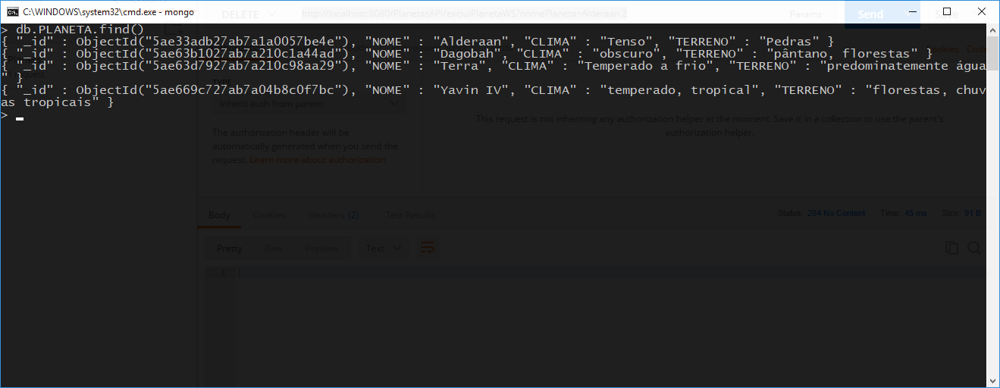 C:\WINDOWS\system32\cmd.exe - mongo
DELETE http://localhost:8080/PlanetasAPI/excluiPlanetaWS?nomePlaneta=Alderaan 2 Params Send Save
> db.PLANETA.find()
{ "_id" : ObjectId("5ae33adb27ab7a1a0057be4e"), "NOME" : "Alderaan", "CLIMA" : "Tenso", "TERRENO" : "Pedras" }
{ "_id" : ObjectId("5ae63b1027ab7a210c1a44ad"), "NOME" : "Dagobah", "CLIMA" : "obscuro", "TERRENO" : "pântano, florestas" }
Cookies Code
{ "_id" : ObjectId("5ae63d7927ab7a210c98aa29"), "NOME" : "Terra", "CLIMA" : "Temperado a frio", "TERRENO" : "predominatemente água
" }
TYPE
{ "_id" : ObjectId("5ae669c727ab7a04b8c0f7bc"), "NOME" : "Yavin IV", "CLIMA" : "temperado, tropical", "TERRENO" : "florestas, chuv
as tropicais" }
Inherit auth from parent
>
This request is not inheriting any authorization helper at the moment. Save it in a collection to use the parent's
authorization helper.
The authorization header will be
automatically generated when you send the
request. Learn more about authorization
Body Cookies Headers (2) Test Results Status 204 No Content Time 45 ms Size 91 B
Pretty Raw Preview Text
1